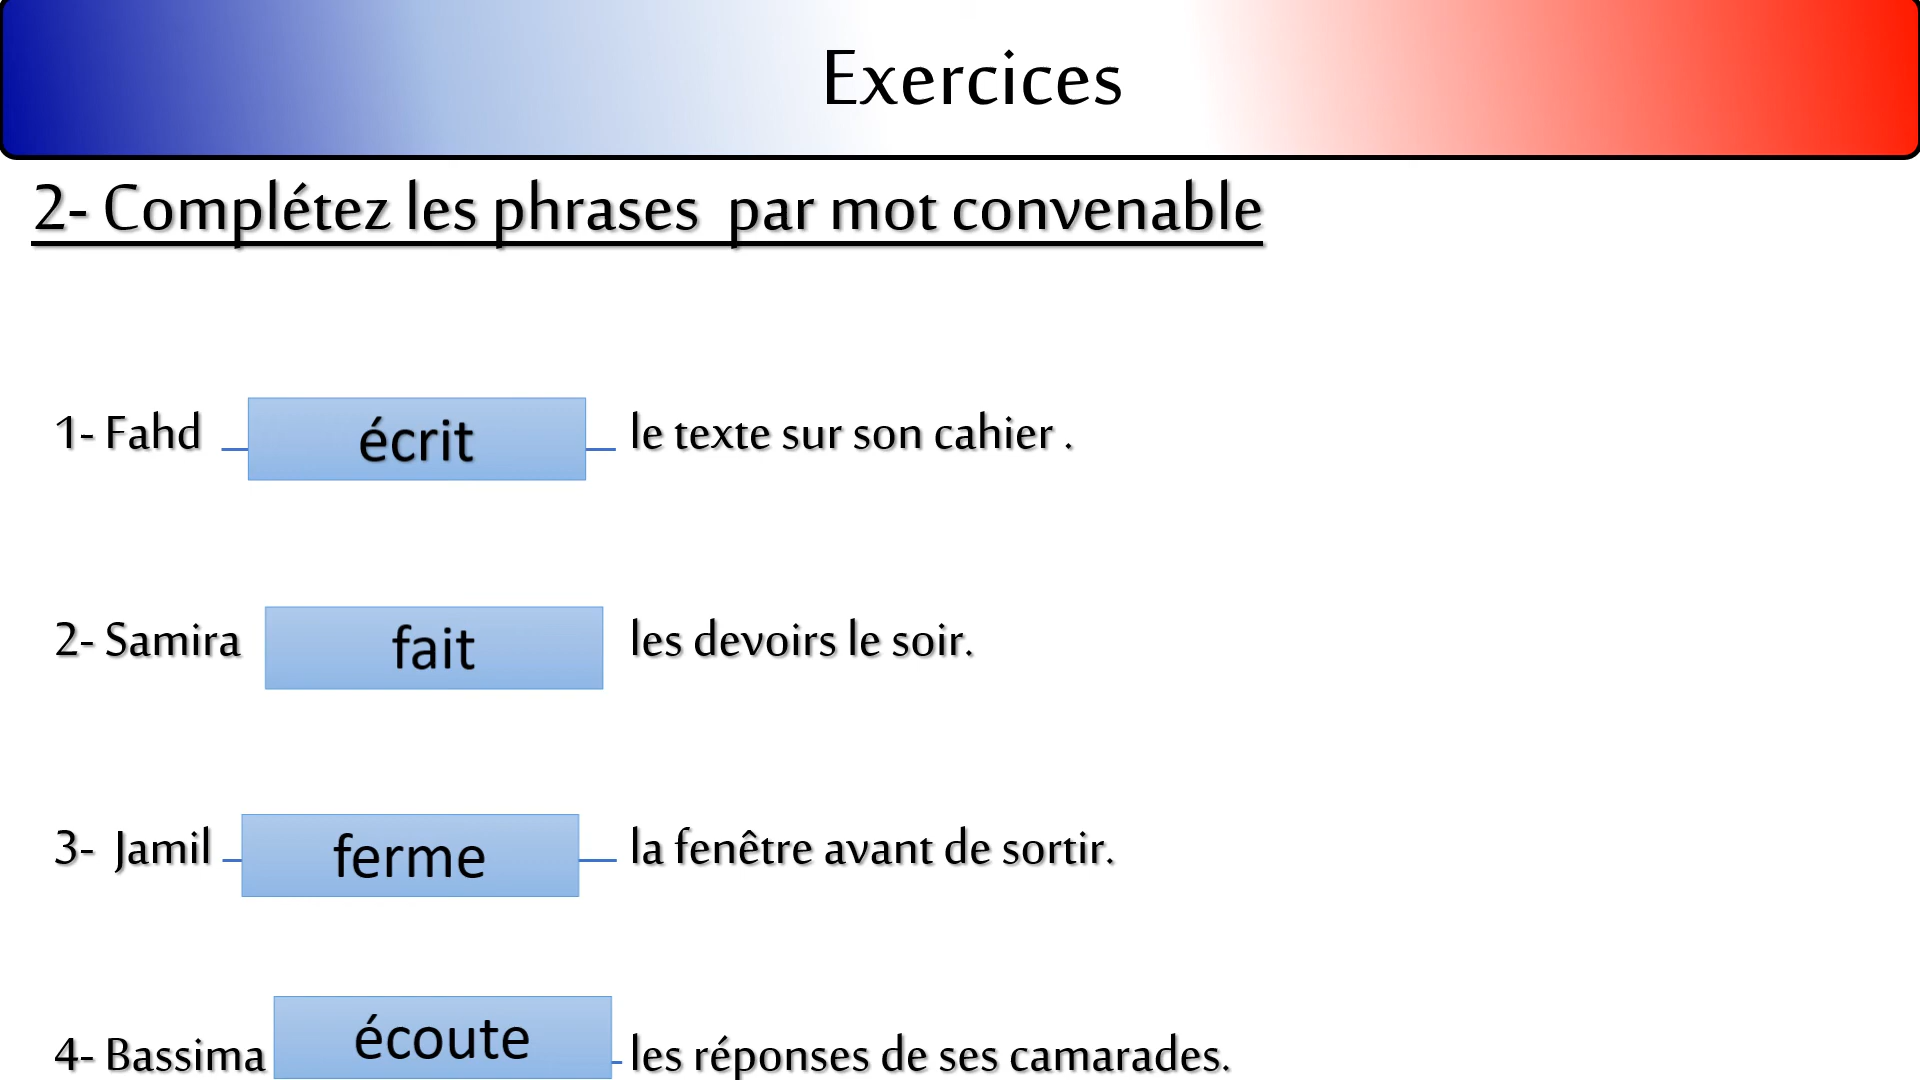 Exercices
2- Complétez les phrases par mot convenable
1- Fahd écrit le texte sur son cahier .
2- Samira fait les devoirs le soir.
3- Jamil ferme la fenêtre avant de sortir.
4- Bassima écoute les réponses de ses camarades.